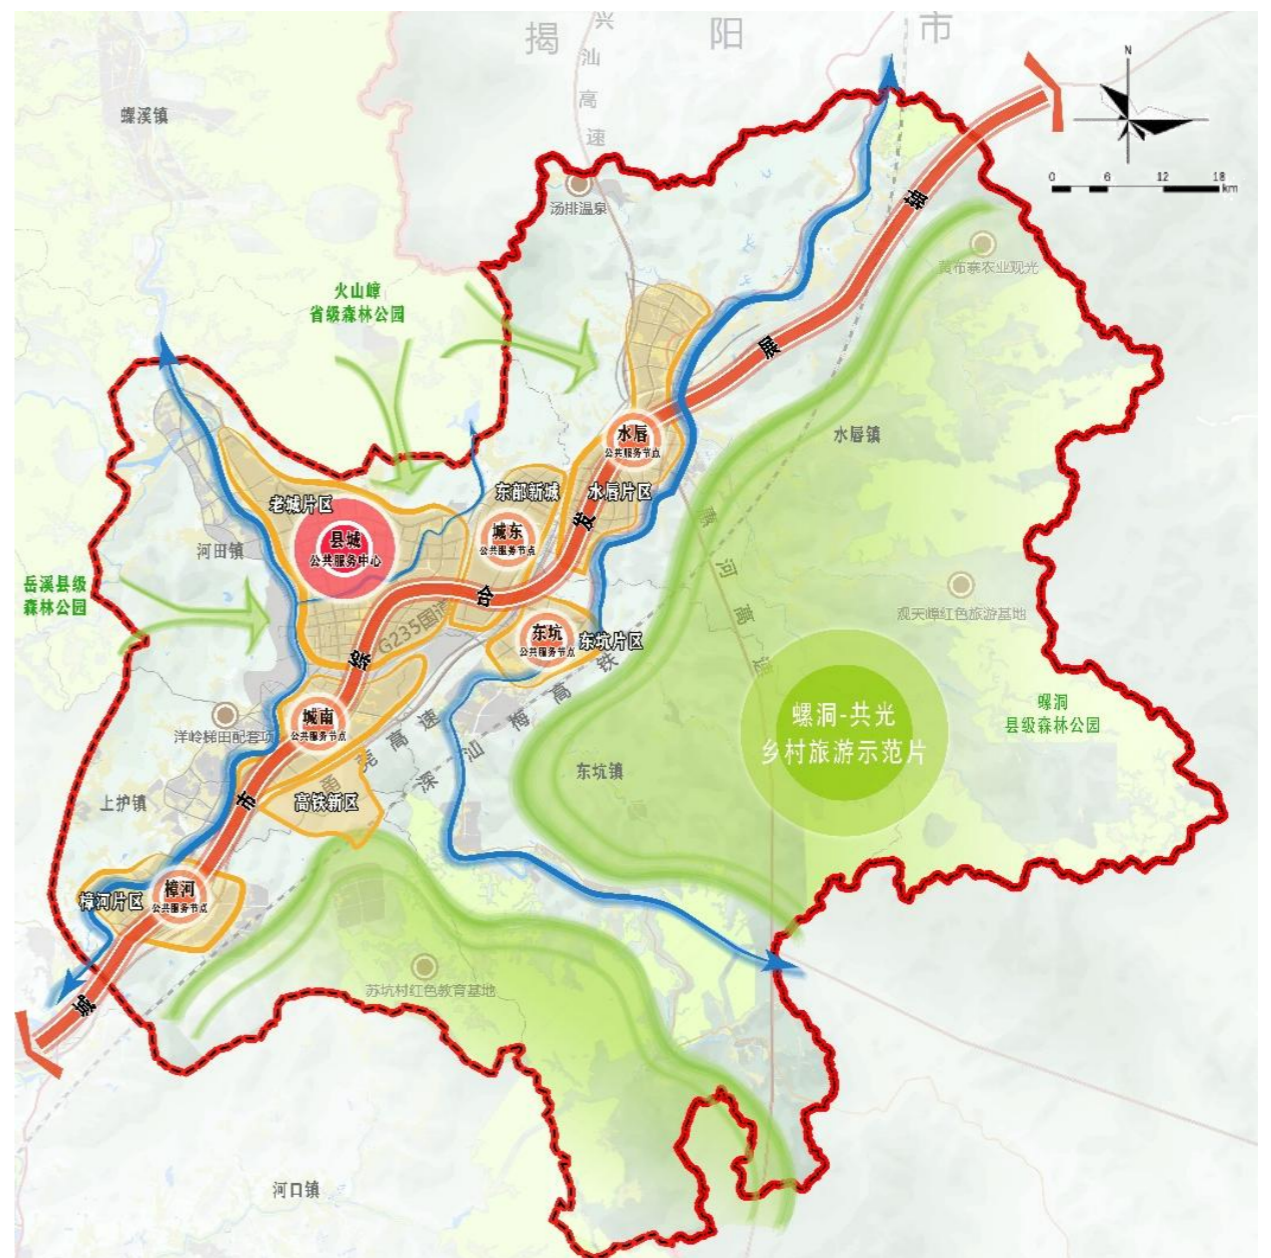 揭阳市
兴汕高速
N
0 6 12 18
km
螺溪镇
汤排温泉
火山嶂
省级森林公园
黄布寨农业观光
轴
展
水唇
公共服务节点
水唇镇
老城片区
东部新城
水唇片区
县城
公共服务中心
城东
公共服务节点
发
河田镇
合
岳溪县级
森林公园
G235国道
综
东坑
公共服务节点
东坑片区
观天嶂红色旅游基地
河高速
城南
公共服务节点
洋岭梯田配套项
莞高速
深汕梅高铁
螺洞-共光
乡村旅游示范片
螺洞
县级森林公园
东坑镇
上护镇
市
高铁新区
樟河
公共服务节点
樟河片区
苏坑村红色教育基地
城
河口镇